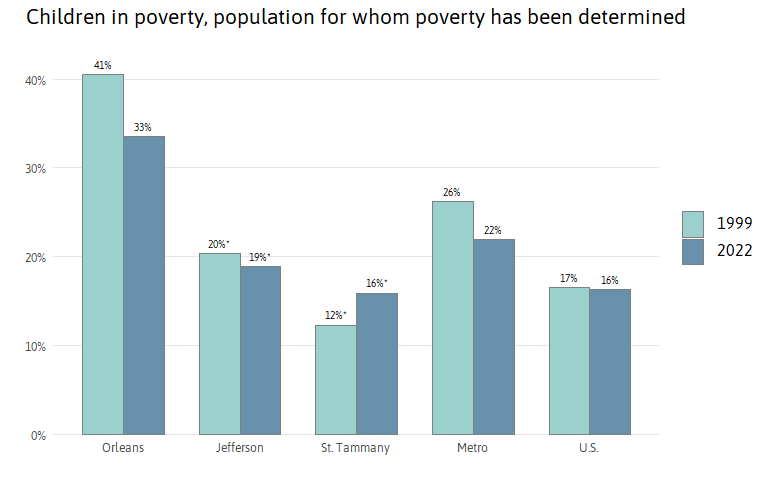 Children in poverty, population for whom poverty has been determined
41%
40%
33%
30%
26%
22%
20%*
19%*
20%
17%
16%
16%*
12%*
10%
0%
Orleans
Jefferson
St. Tammany
Metro
U.S.
1999
2022